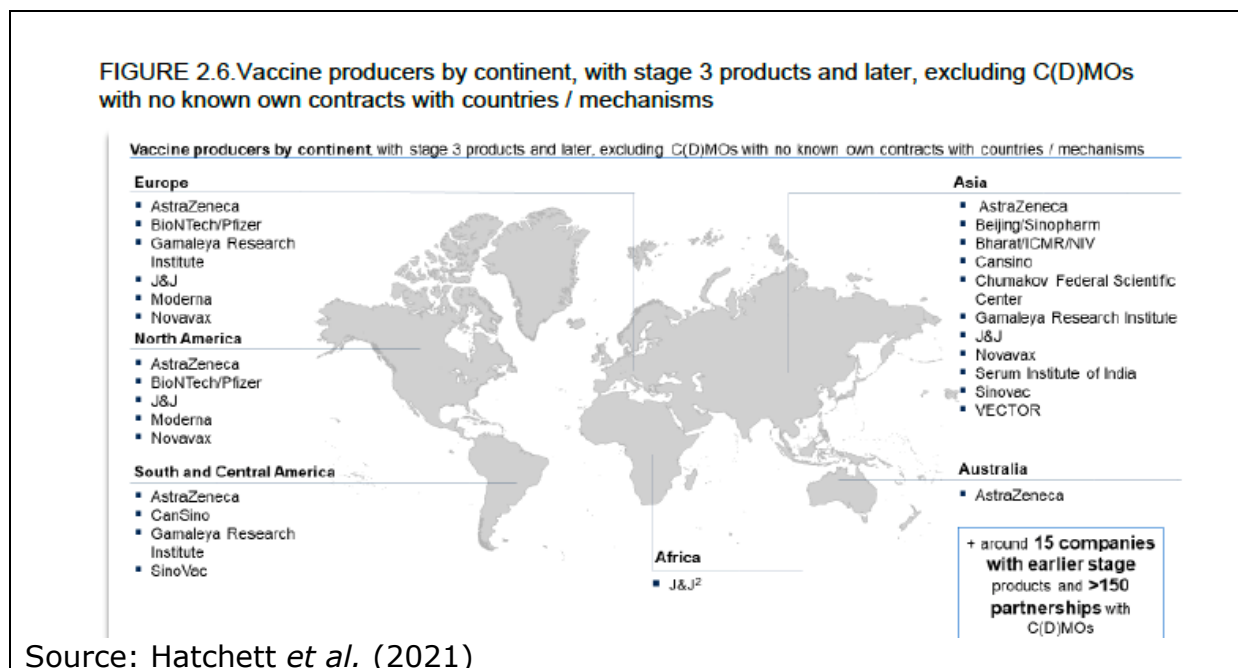 FIGURE 2.6.Vaccine producers by continent, with stage 3 products and later, excluding C(D)MOs
with no known own contracts with countries / mechanisms
Vaccine producers by continent, with stage 3 products and later, excluding C(D)MOs with no known own contracts with countries / mechanisms
Europe
▪ AstraZeneca
▪ BioNTech/Pfizer
▪ Gamaleya Research
Institute
▪ J&J
▪ Moderna
▪ Novavax
North America
▪ AstraZeneca
▪ BioNTech/Pfizer
▪ J&J
▪ Moderna
▪ Novavax
South and Central America
▪ AstraZeneca
▪ CanSino
▪ Gamaleya Research
Institute
▪ SinoVac
Africa
▪ J&J²
Asia
▪ AstraZeneca
▪ Beijing/Sinopharm
▪ Bharat/ICMR/NIV
▪ Cansino
▪ Chumakov Federal Scientific
Center
▪ Gamaleya Research Institute
▪ J&J
▪ Novavax
▪ Serum Institute of India
▪ Sinovac
▪ VECTOR
Australia
▪ AstraZeneca
+ around 15 companies
with earlier stage
products and >150
partnerships with
C(D)MOs
Source: Hatchett et al. (2021)